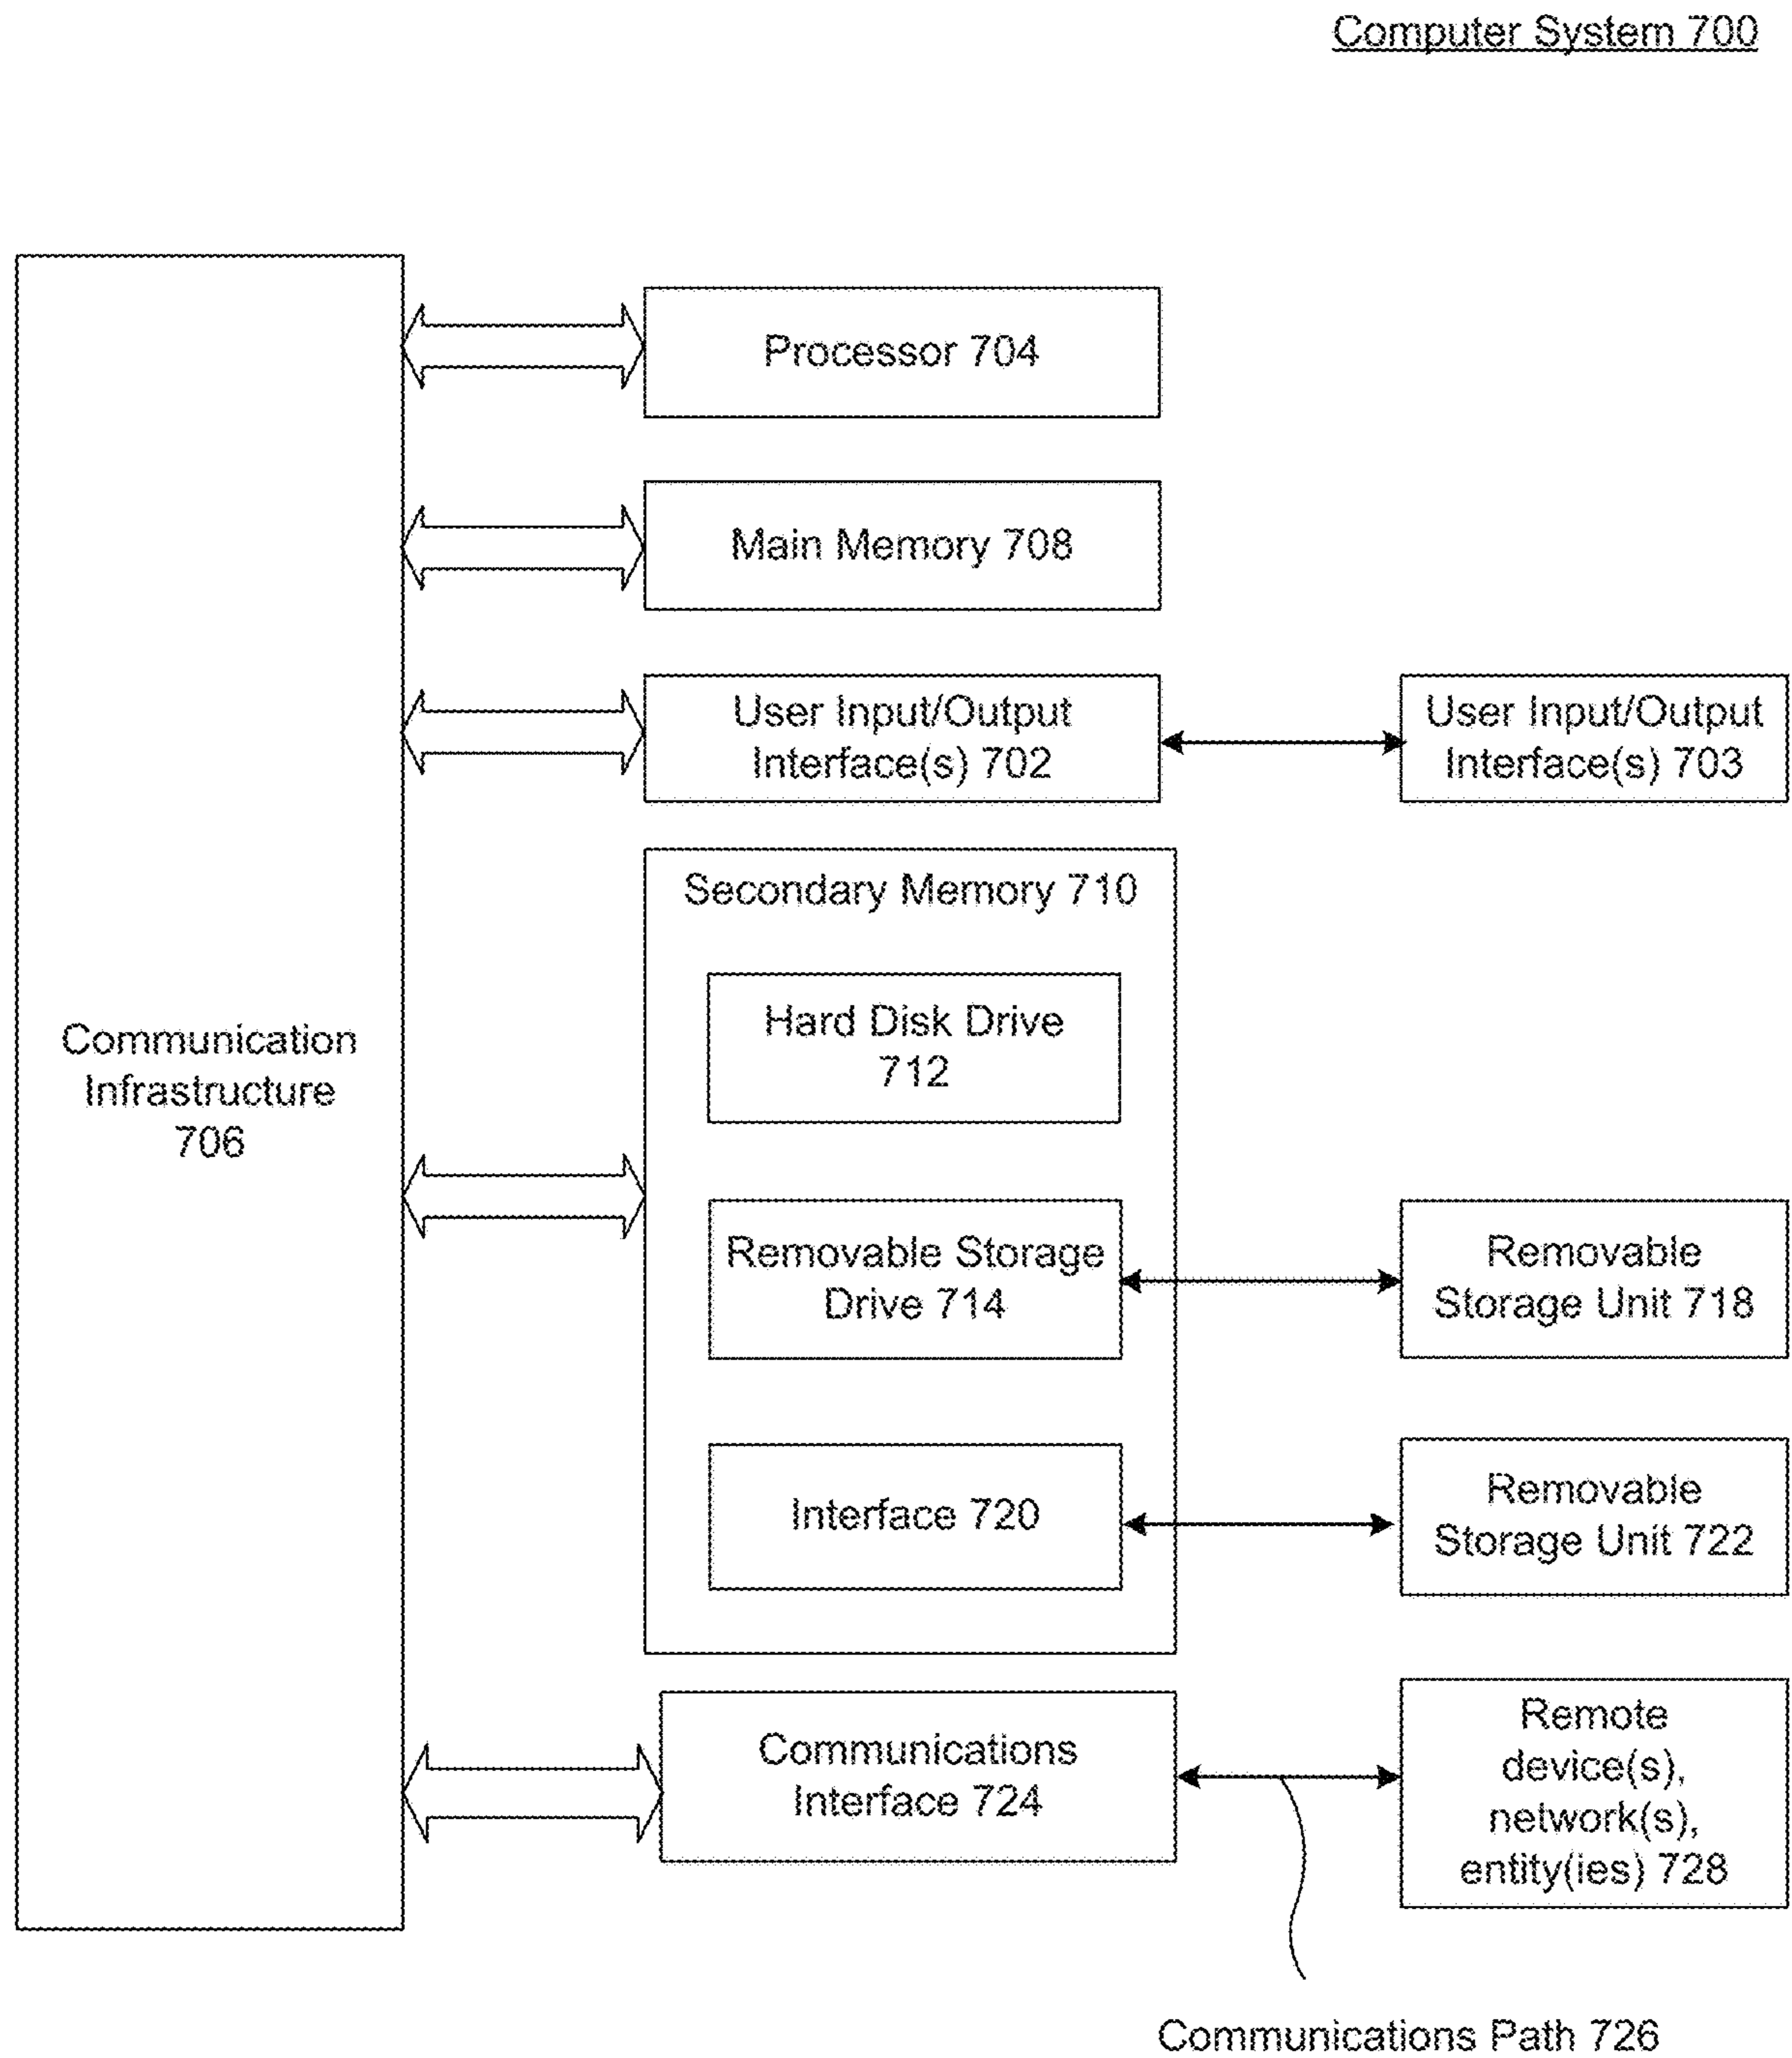 Computer System 700
Processor 704
Main Memory 708
User Input/Output
Interface(s) 702
User Input/Output
Interface(s) 703
Secondary Memory 710
Hard Disk Drive
712
Communication
Infrastructure
706
Removable Storage
Drive 714
Removable
Storage Unit 718
Interface 720
Removable
Storage Unit 722
Communications
Interface 724
Remote
device(s),
network(s),
entity(ies) 728
Communications Path 726